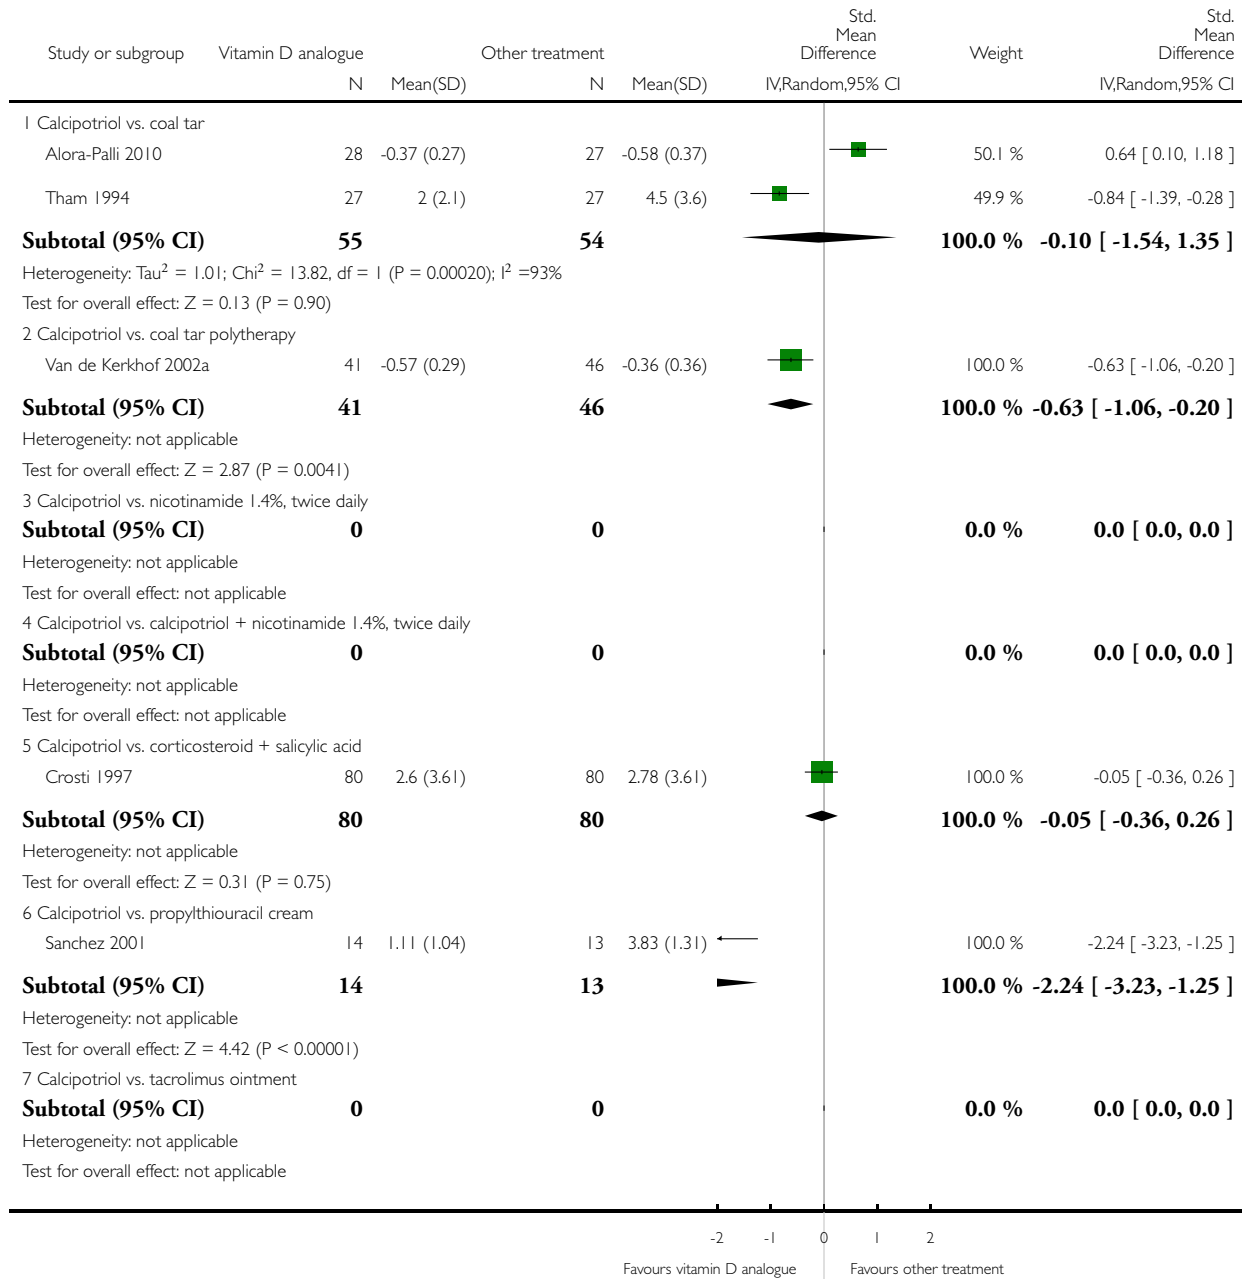 Std. Mean Difference Std. Mean Difference
Study or subgroup Vitamin D analogue Other treatment Weight
N Mean(SD) N Mean(SD) IV,Random,95% CI IV,Random,95% CI
1 Calcipotriol vs. coal tar
Alora-Palli 2010 28 -0.37 (0.27) 27 -0.58 (0.37) 50.1 % 0.64 [ 0.10, 1.18 ]
Tham 1994 27 2 (2.1) 27 4.5 (3.6) 49.9 % -0.84 [ -1.39, -0.28 ]
Subtotal (95% CI) 55 54 100.0 % -0.10 [ -1.54, 1.35 ]
Heterogeneity: Tau² = 1.01; Chi² = 13.82, df = 1 (P = 0.00020); I² =93%
Test for overall effect: Z = 0.13 (P = 0.90)
2 Calcipotriol vs. coal tar polytherapy
Van de Kerkhof 2002a 41 -0.57 (0.29) 46 -0.36 (0.36) 100.0 % -0.63 [ -1.06, -0.20 ]
Subtotal (95% CI) 41 46 100.0 % -0.63 [ -1.06, -0.20 ]
Heterogeneity: not applicable
Test for overall effect: Z = 2.87 (P = 0.0041)
3 Calcipotriol vs. nicotinamide 1.4%, twice daily
Subtotal (95% CI) 0 0 0.0 % 0.0 [ 0.0, 0.0 ]
Heterogeneity: not applicable
Test for overall effect: not applicable
4 Calcipotriol vs. calcipotriol + nicotinamide 1.4%, twice daily
Subtotal (95% CI) 0 0 0.0 % 0.0 [ 0.0, 0.0 ]
Heterogeneity: not applicable
Test for overall effect: not applicable
5 Calcipotriol vs. corticosteroid + salicylic acid
Crosti 1997 80 2.6 (3.61) 80 2.78 (3.61) 100.0 % -0.05 [ -0.36, 0.26 ]
Subtotal (95% CI) 80 80 100.0 % -0.05 [ -0.36, 0.26 ]
Heterogeneity: not applicable
Test for overall effect: Z = 0.31 (P = 0.75)
6 Calcipotriol vs. propylthiouracil cream
Sanchez 2001 14 1.11 (1.04) 13 3.83 (1.31) 100.0 % -2.24 [ -3.23, -1.25 ]
Subtotal (95% CI) 14 13 100.0 % -2.24 [ -3.23, -1.25 ]
Heterogeneity: not applicable
Test for overall effect: Z = 4.42 (P < 0.00001)
7 Calcipotriol vs. tacrolimus ointment
Subtotal (95% CI) 0 0 0.0 % 0.0 [ 0.0, 0.0 ]
Heterogeneity: not applicable
Test for overall effect: not applicable
-2 -1 0 1 2
Favours vitamin D analogue Favours other treatment